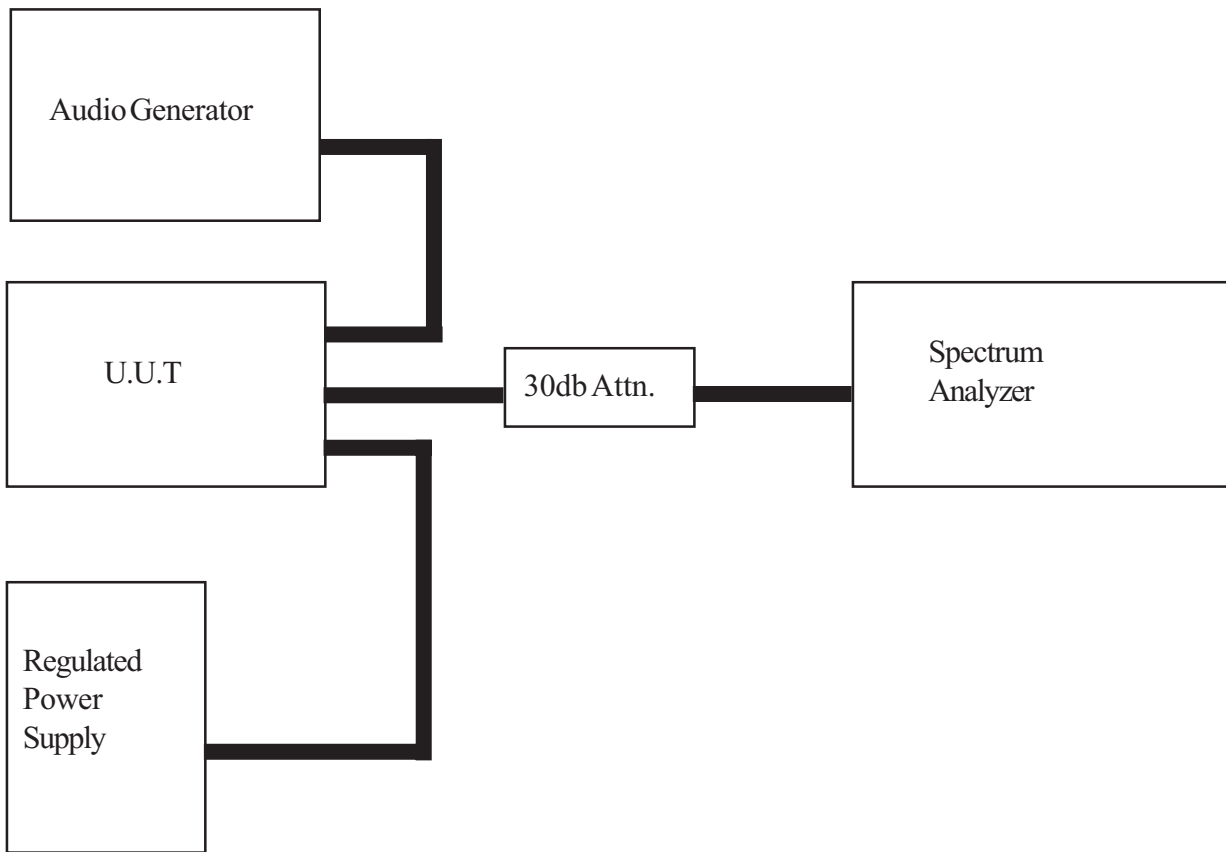 Audio Generator
U.U.T
30db Attn.
Spectrum
Analyzer
Regulated
Power
Supply